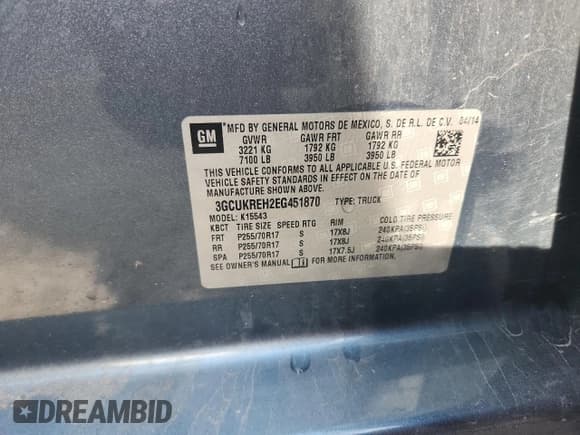 GM *MFD BY GENERAL MOTORS DE MEXICO, S. DE R.L. DE C.V. 04/14
GVWR GAWR FRT GAWR RR
3221 KG 1792 KG 1792 KG
7100 LB 3950 LB 3950 LB
THIS VEHICLE CONFORMS TO ALL APPLICABLE U.S. FEDERAL MOTOR
VEHICLE SAFETY STANDARDS IN EFFECT ON THE DATE OF
MANUFACTURE SHOWN ABOVE.
3GCUKREH2EG451870 TYPE: TRUCK
MODEL: K15543
KBCT TIRE SIZE SPEED RTG RIM COLD TIRE PRESSURE
FRT P255/70R17 S 17X8J 240KPA(35PSI)
RR P255/70R17 S 17X8J 240KPA(35PSI)
SPA P255/70R17 S 17X7.5J 240KPA(35PSI)
SEE OWNER'S MANUAL FOR MORE INFORMATION.
DREAMBID